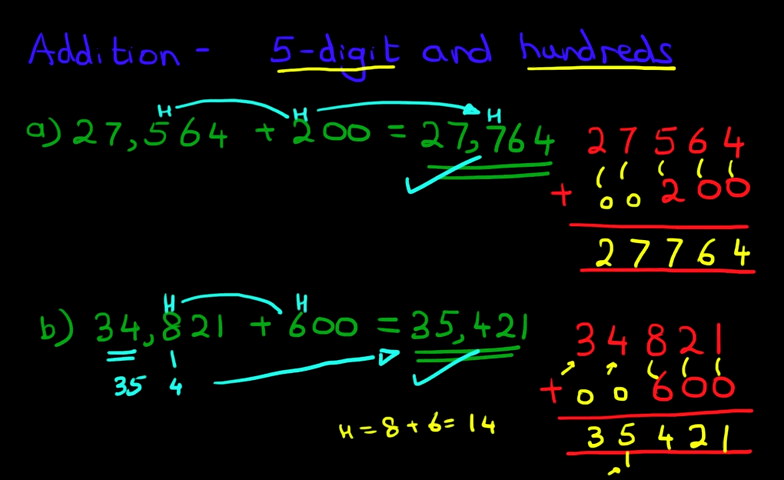 Addition - 5-digit and hundreds
H H H
a) 27,564 + 200 = 27,764
27564
+ 00200
27764
H H
b) 34,821 + 600 = 35,421
35 4
34821
+ 00600
35421
1
H = 8 + 6 = 14